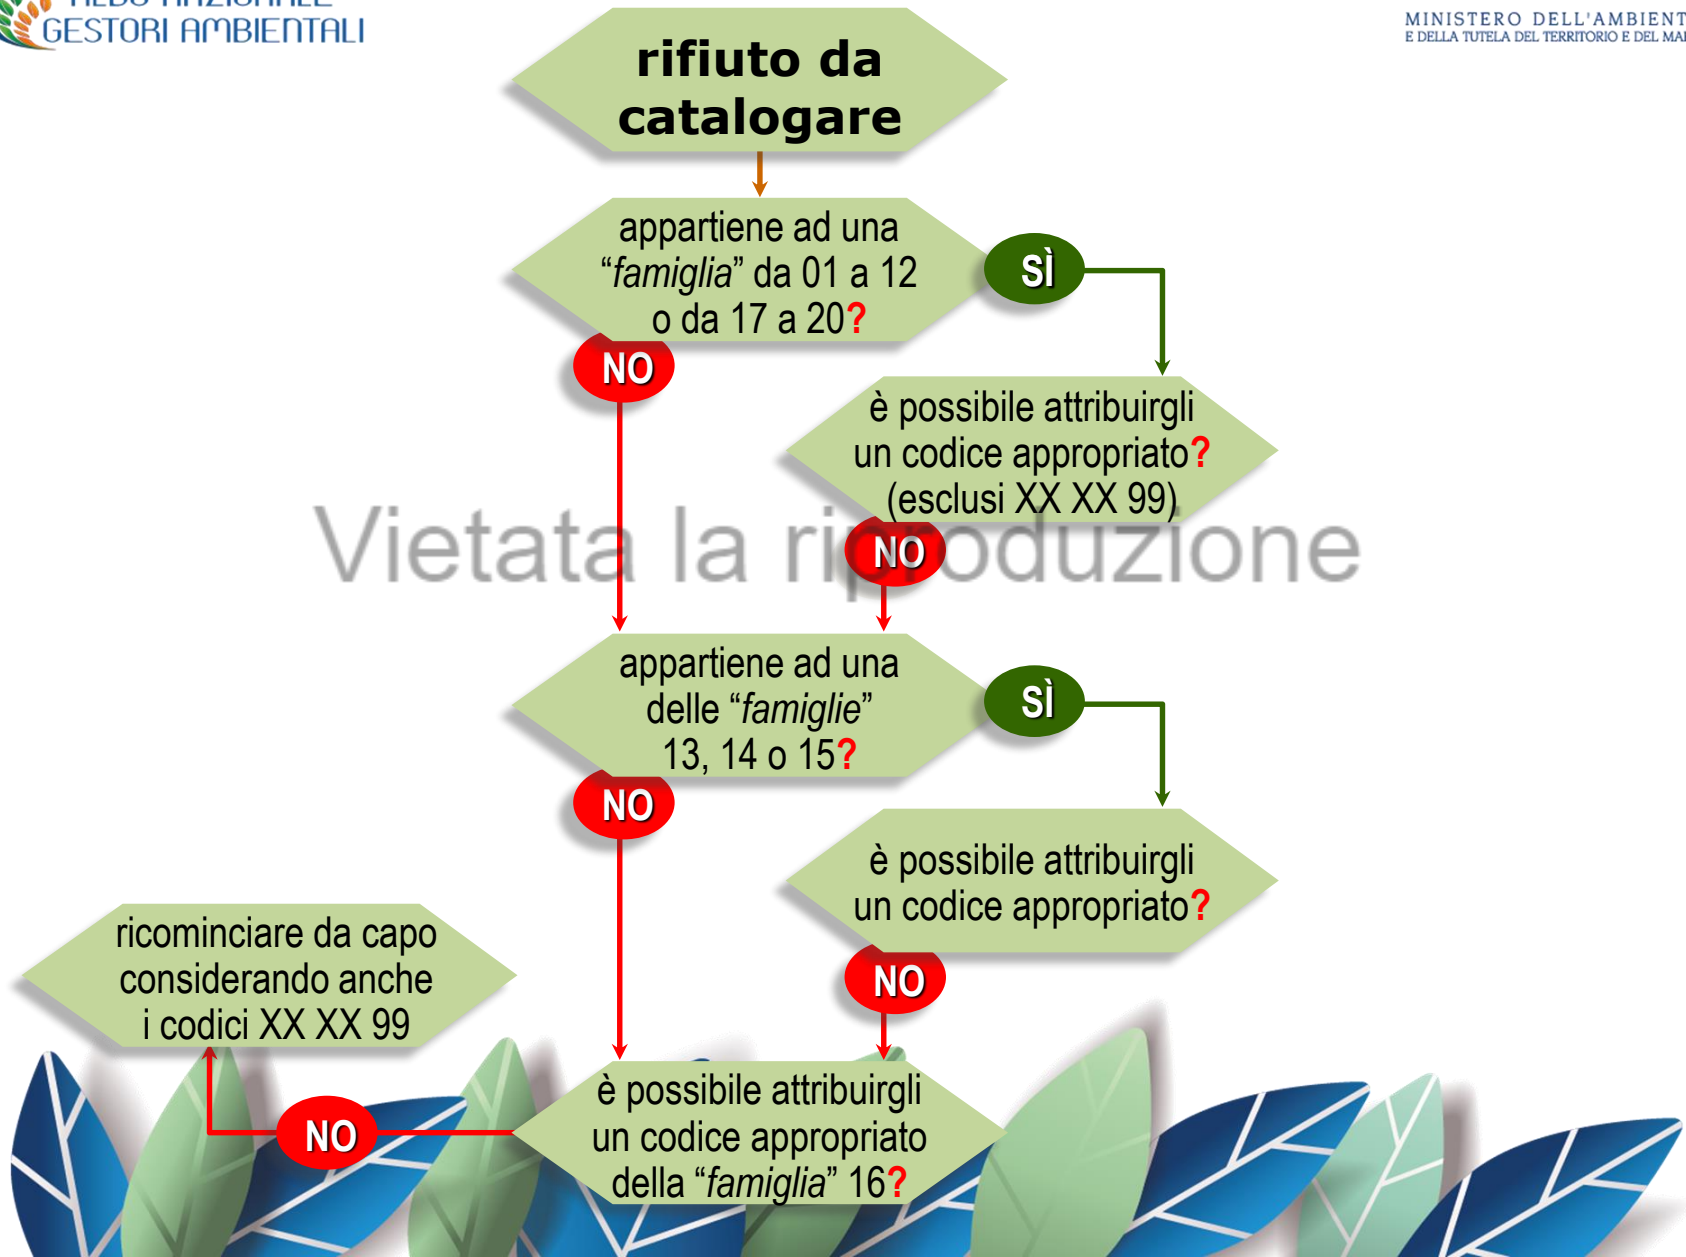 GESTORI AMBIENTALI
MINISTERO DELL'AMBIENT
E DELLA TUTELA DEL TERRITORIO E DEL MA
rifiuto da
catalogare
appartiene ad una
“famiglia” da 01 a 12
o da 17 a 20?
SÌ
NO
è possibile attribuirgli
un codice appropriato?
(esclusi XX XX 99)
NO
Vietata la riproduzione
appartiene ad una
delle “famiglie”
13, 14 o 15?
SÌ
NO
è possibile attribuirgli
un codice appropriato?
NO
ricominciare da capo
considerando anche
i codici XX XX 99
NO
è possibile attribuirgli
un codice appropriato
della “famiglia” 16?